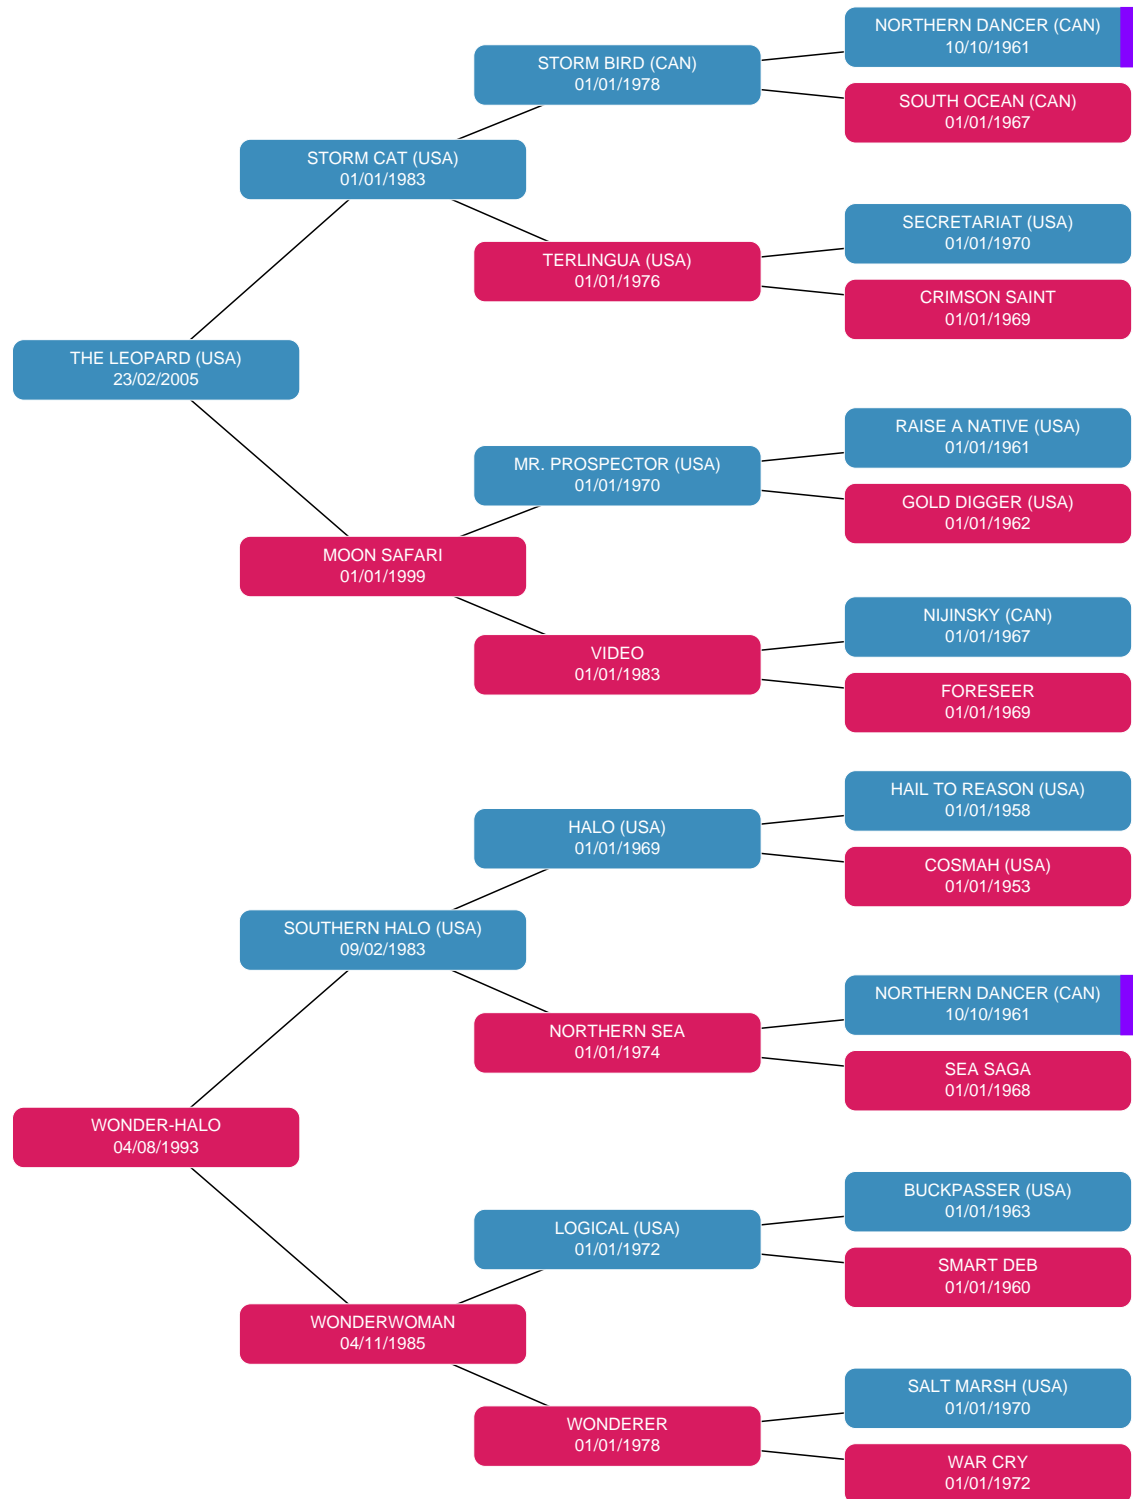 NORTHERN DANCER (CAN)
10/10/1961
STORM BIRD (CAN)
01/01/1978
SOUTH OCEAN (CAN)
01/01/1967
STORM CAT (USA)
01/01/1983
SECRETARIAT (USA)
01/01/1970
TERLINGUA (USA)
01/01/1976
CRIMSON SAINT
01/01/1969
THE LEOPARD (USA)
23/02/2005
RAISE A NATIVE (USA)
01/01/1961
MR. PROSPECTOR (USA)
01/01/1970
GOLD DIGGER (USA)
01/01/1962
MOON SAFARI
01/01/1999
NIJINSKY (CAN)
01/01/1967
VIDEO
01/01/1983
FORESEER
01/01/1969
HAIL TO REASON (USA)
01/01/1958
HALO (USA)
01/01/1969
COSMAH (USA)
01/01/1953
SOUTHERN HALO (USA)
09/02/1983
NORTHERN DANCER (CAN)
10/10/1961
NORTHERN SEA
01/01/1974
SEA SAGA
01/01/1968
WONDER-HALO
04/08/1993
BUCKPASSER (USA)
01/01/1963
LOGICAL (USA)
01/01/1972
SMART DEB
01/01/1960
WONDERWOMAN
04/11/1985
SALT MARSH (USA)
01/01/1970
WONDERER
01/01/1978
WAR CRY
01/01/1972